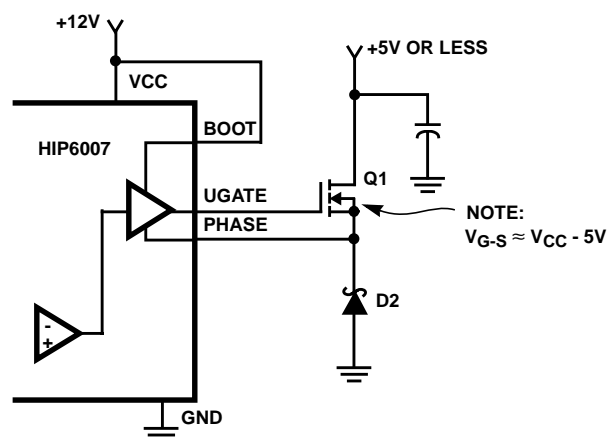 +12V
+5V OR LESS
VCC
BOOT
HIP6007
Q1
UGATE
NOTE:
PHASE
VG-S ≈ VCC - 5V
D2
-
+
GND